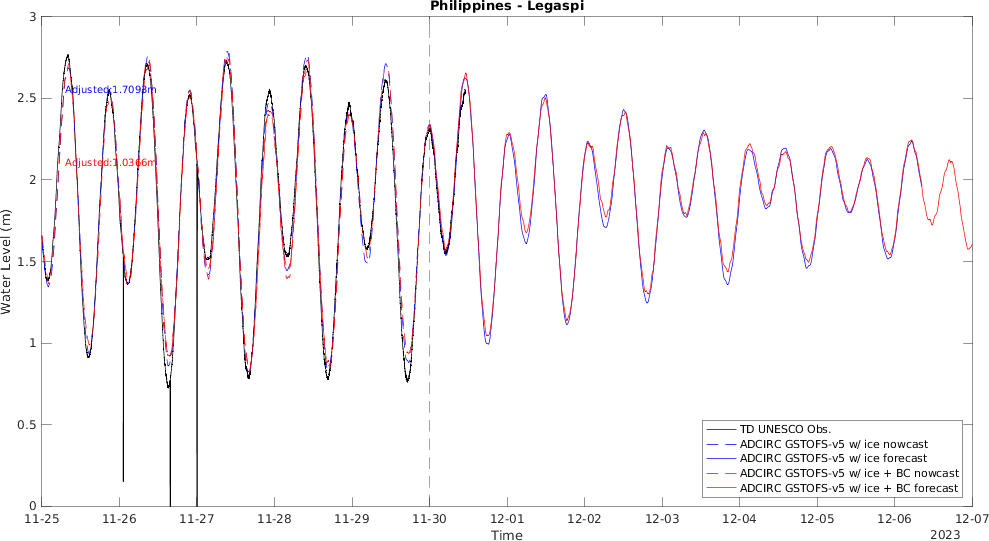 Philippines - Legaspi
3
2.5
2
1.5
1
0.5
0
Water Level (m)
Adjusted:1.7093m
Adjusted:1.0366m
TD UNESCO Obs.
ADCIRC GSTOFS-v5 w/ ice nowcast
ADCIRC GSTOFS-v5 w/ ice forecast
ADCIRC GSTOFS-v5 w/ ice + BC nowcast
ADCIRC GSTOFS-v5 w/ ice + BC forecast
11-25 11-26 11-27 11-28 11-29 11-30 12-01 12-02 12-03 12-04 12-05 12-06 12-07
Time
2023